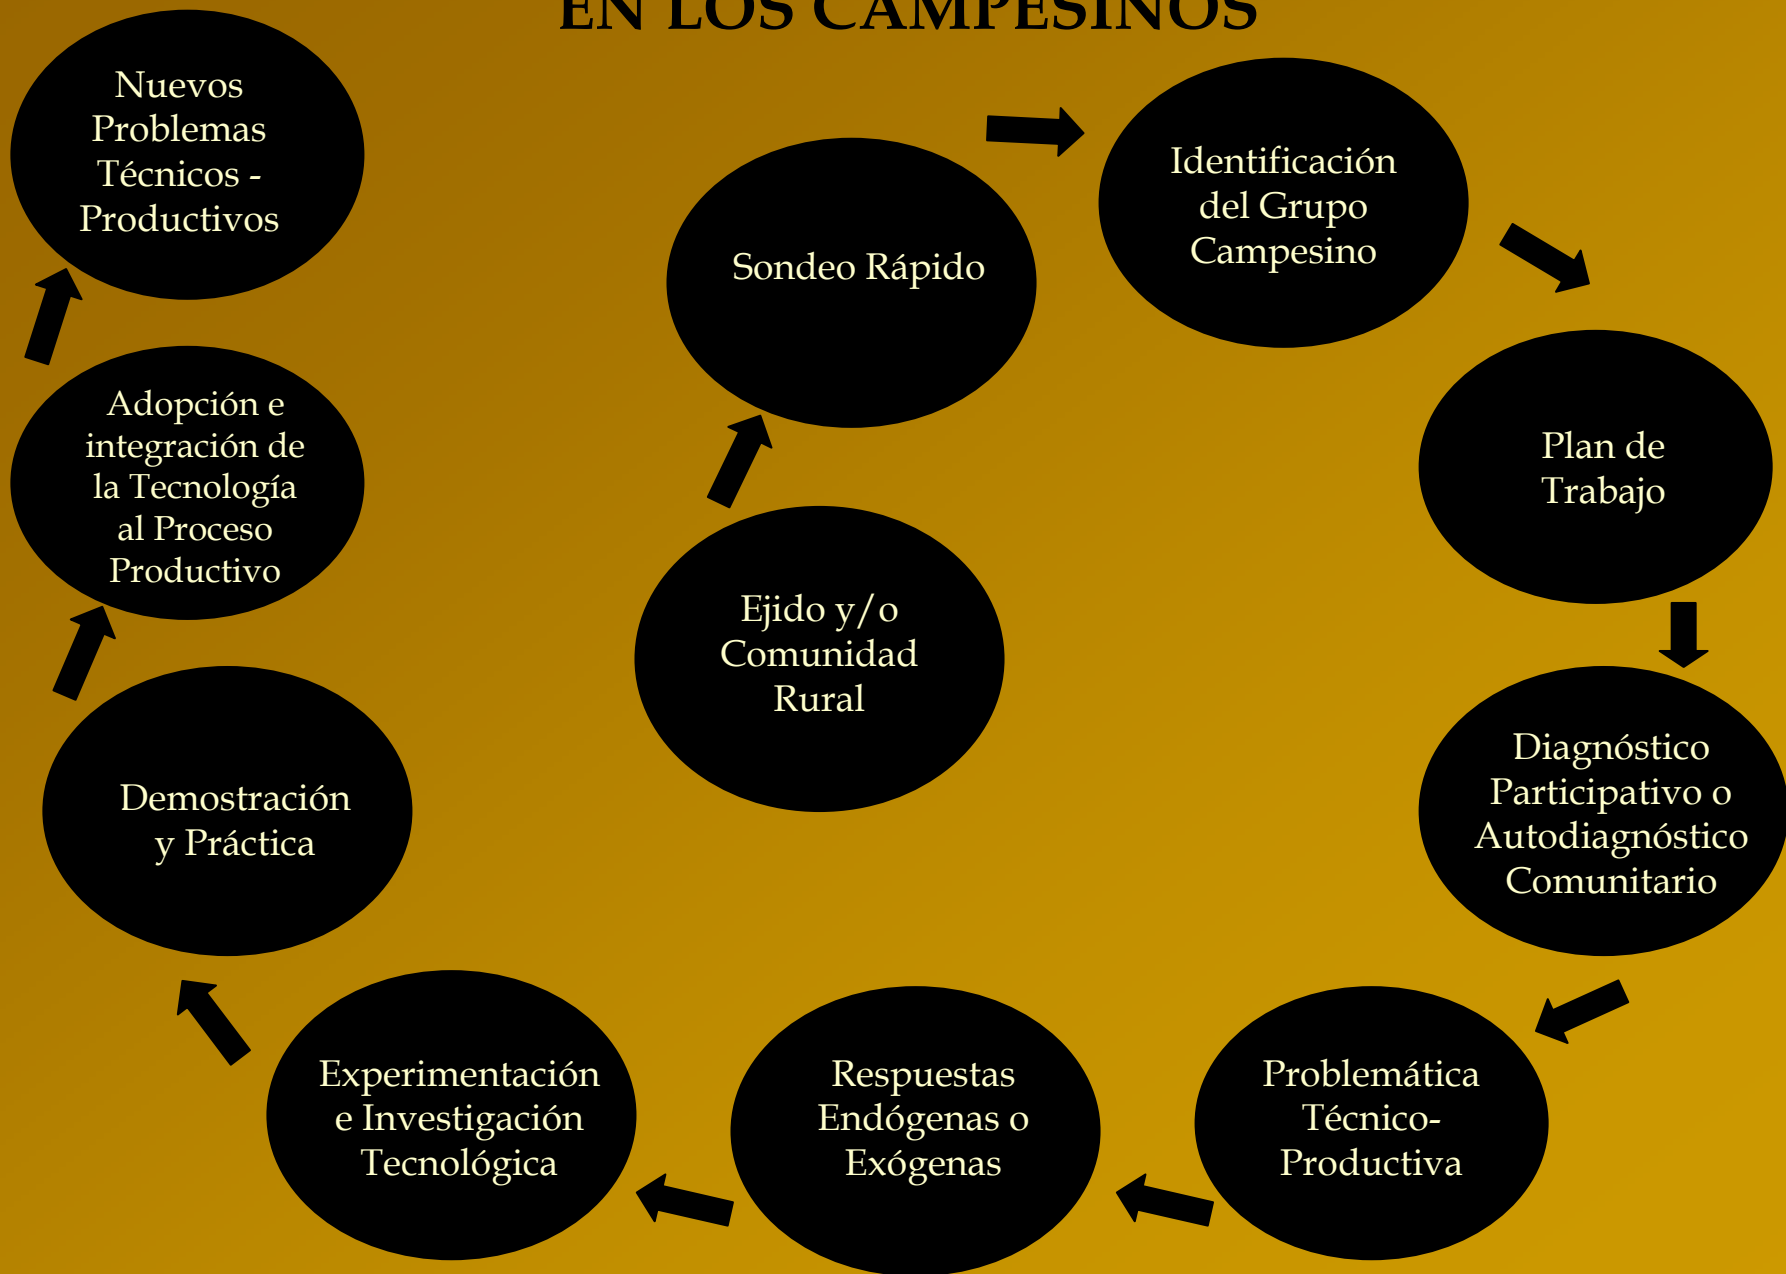 EN LOS CAMPESINOS
Nuevos
Problemas
Técnicos -
Productivos
Sondeo Rápido
Identificación
del Grupo
Campesino
Plan de
Trabajo
Adopción e
integración de
la Tecnología
al Proceso
Productivo
Ejido y/o
Comunidad
Rural
Diagnóstico
Participativo o
Autodiagnóstico
Comunitario
Demostración
y Práctica
Experimentación
e Investigación
Tecnológica
Respuestas
Endógenas o
Exógenas
Problemática
Técnico-
Productiva